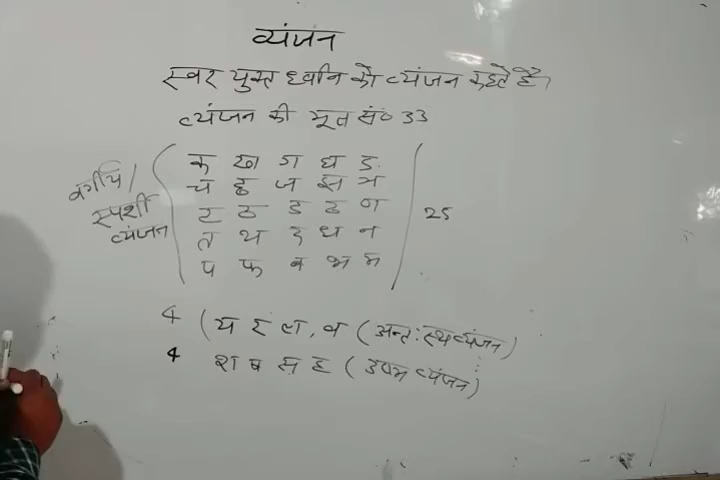 व्यंजन
स्वर युक्त ध्वनि को व्यंजन कहते है।
व्यंजन की मूल सं० 33
वर्गीय /
स्पर्शी
व्यंजन
क ख ग घ ङ
च छ ज झ ञ
ट ठ ड ढ ण
त थ द ध न
प फ ब भ म
25
4 ( य र ल , व ( अन्तःस्थ व्यंजन )
4 श ष स ह ( उष्म व्यंजन )